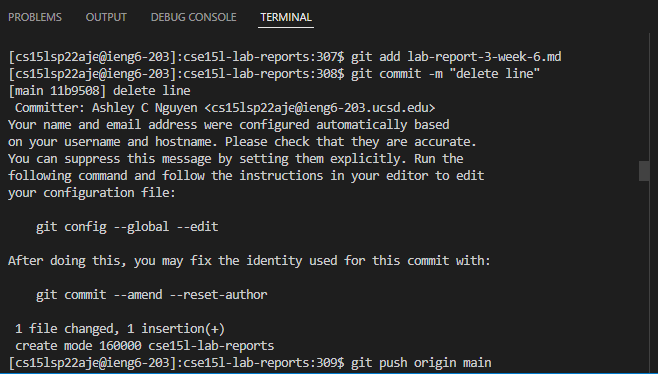 PROBLEMS OUTPUT DEBUG CONSOLE TERMINAL
[cs15lsp22aje@ieng6-203]:cse15l-lab-reports:307$ git add lab-report-3-week-6.md
[cs15lsp22aje@ieng6-203]:cse15l-lab-reports:308$ git commit -m "delete line"
[main 11b9508] delete line
 Committer: Ashley C Nguyen <cs15lsp22aje@ieng6-203.ucsd.edu>
Your name and email address were configured automatically based
on your username and hostname. Please check that they are accurate.
You can suppress this message by setting them explicitly. Run the
following command and follow the instructions in your editor to edit
your configuration file:
    git config --global --edit
After doing this, you may fix the identity used for this commit with:
    git commit --amend --reset-author
 1 file changed, 1 insertion(+)
 create mode 160000 cse15l-lab-reports
[cs15lsp22aje@ieng6-203]:cse15l-lab-reports:309$ git push origin main